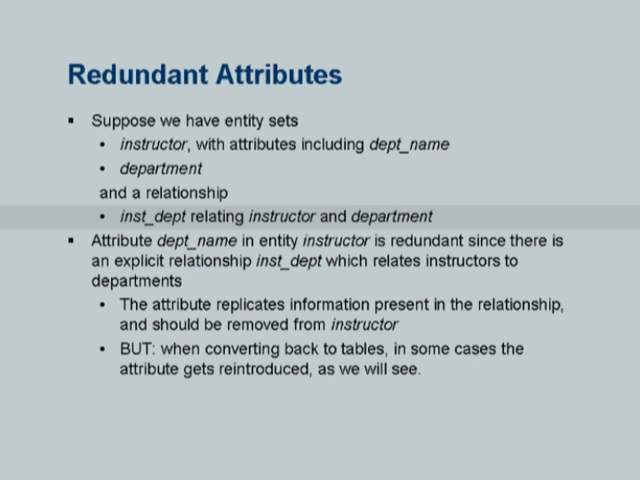 Redundant Attributes
▪ Suppose we have entity sets
• instructor, with attributes including dept_name
• department
and a relationship
• inst_dept relating instructor and department
▪ Attribute dept_name in entity instructor is redundant since there is
an explicit relationship inst_dept which relates instructors to
departments
• The attribute replicates information present in the relationship,
and should be removed from instructor
• BUT: when converting back to tables, in some cases the
attribute gets reintroduced, as we will see.